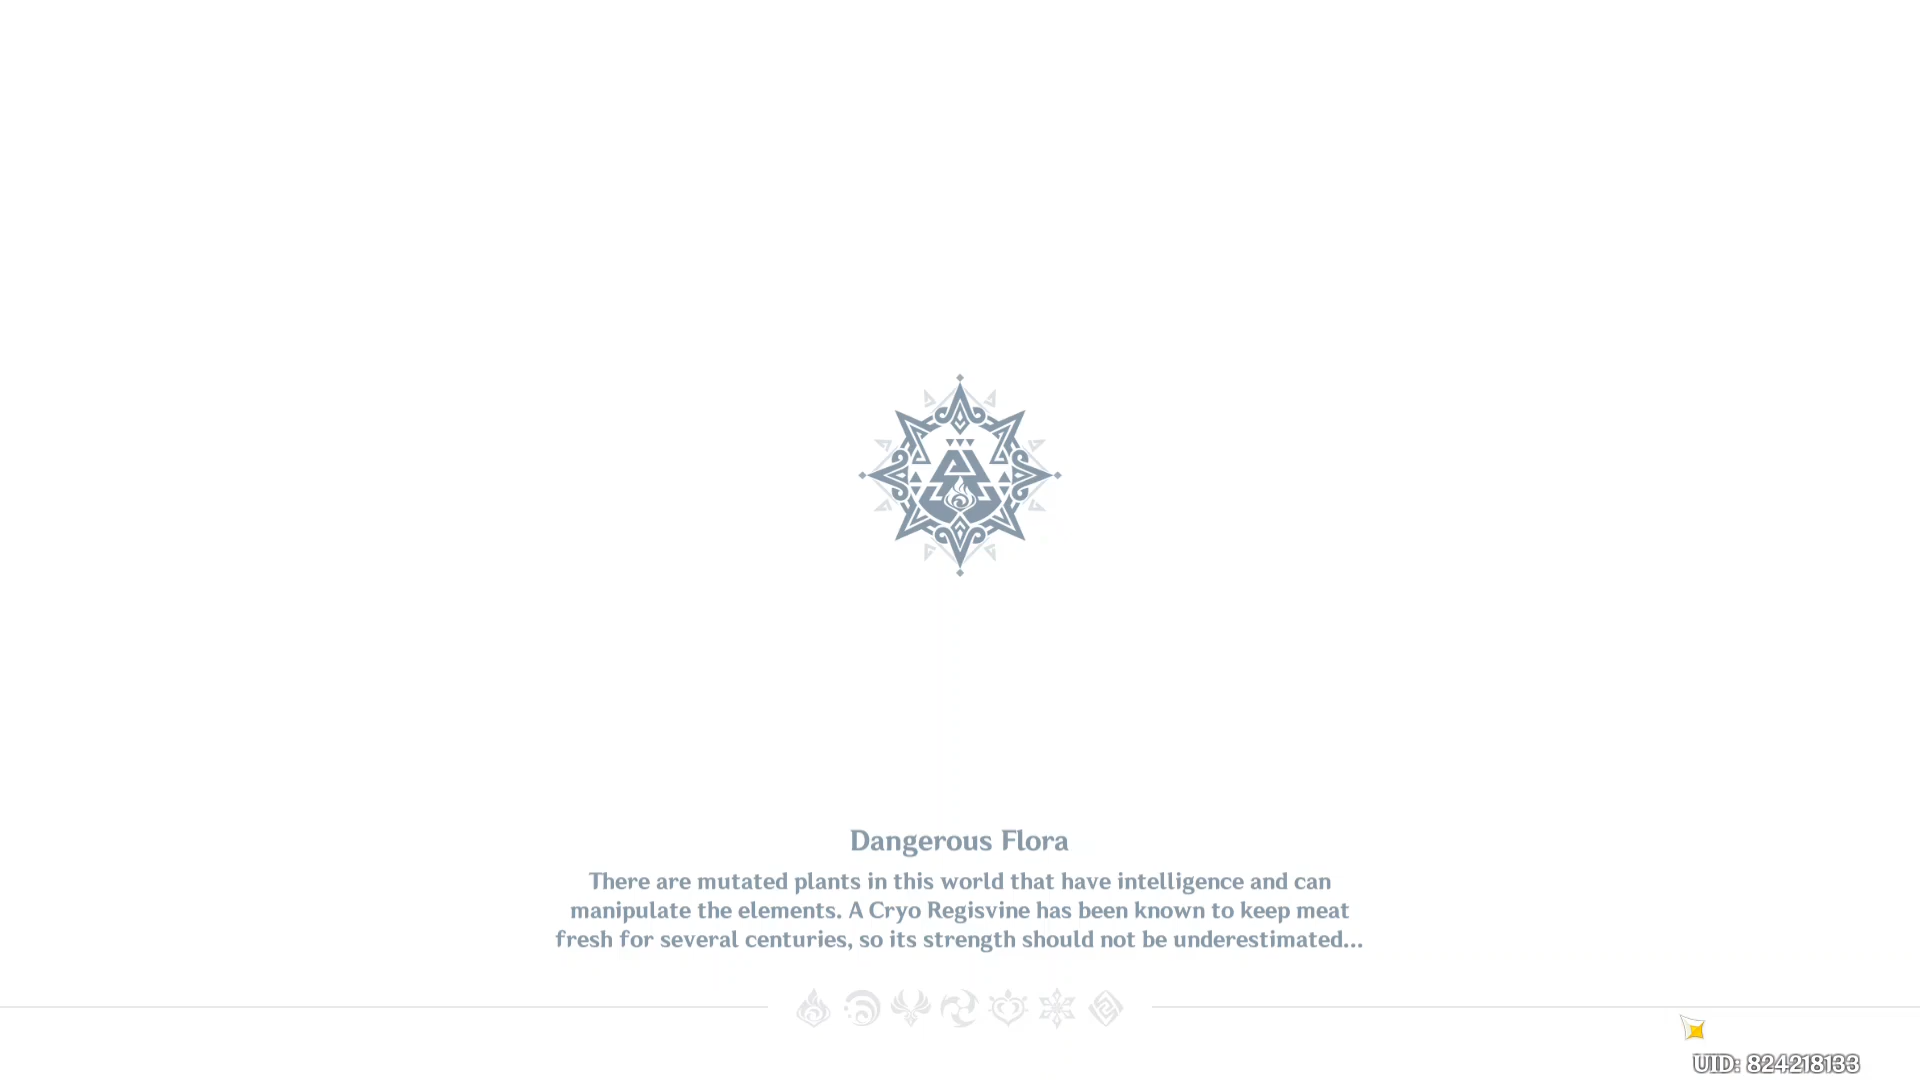 Dangerous Flora
There are mutated plants in this world that have intelligence and can
manipulate the elements. A Cryo Regisvine has been known to keep meat
fresh for several centuries, so its strength should not be underestimated...
UID: 824218133